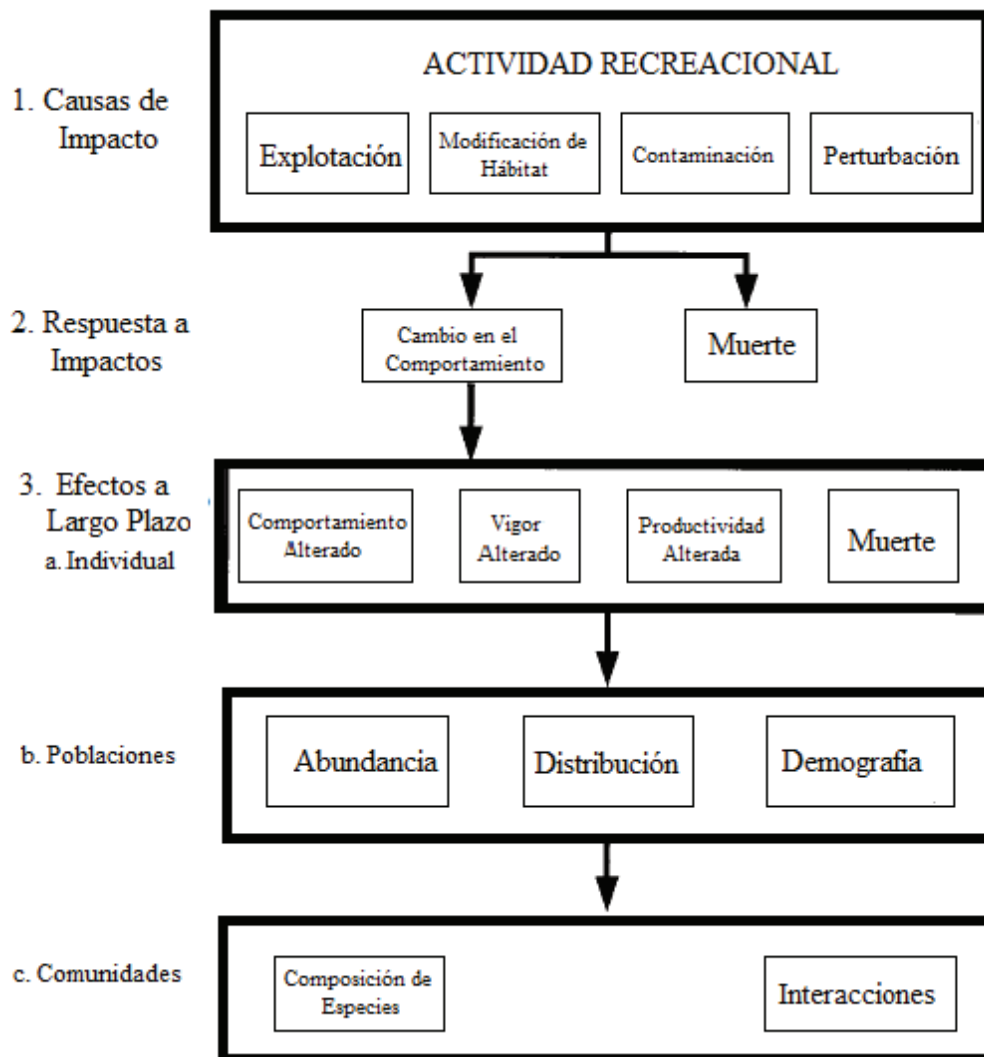 ACTIVIDAD RECREACIONAL
1. Causas de
Impacto
Explotación
Modificación de
Hábitat
Contaminación
Perturbación
2. Respuesta a
Impactos
Cambio en el
Comportamiento
Muerte
3. Efectos a
Largo Plazo
a. Individual
Comportamiento
Alterado
Vigor
Alterado
Productividad
Alterada
Muerte
b. Poblaciones
Abundancia
Distribución
Demografia
c. Comunidades
Composición de
Especies
Interacciones